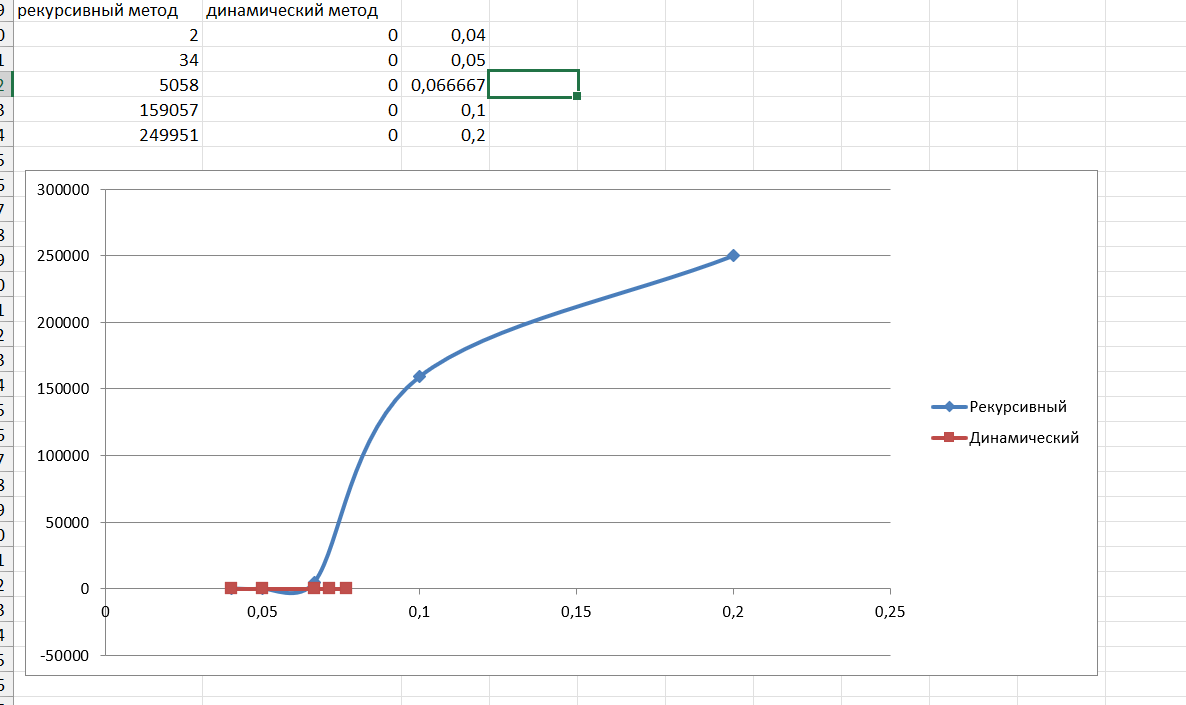 рекурсивный метод динамический метод
2 0 0,04
34 0 0,05
5058 0 0,066667
159057 0 0,1
249951 0 0,2
300000
250000
200000
150000
100000
50000
0
-50000
0 0,05 0,1 0,15 0,2 0,25
Рекурсивный
Динамический